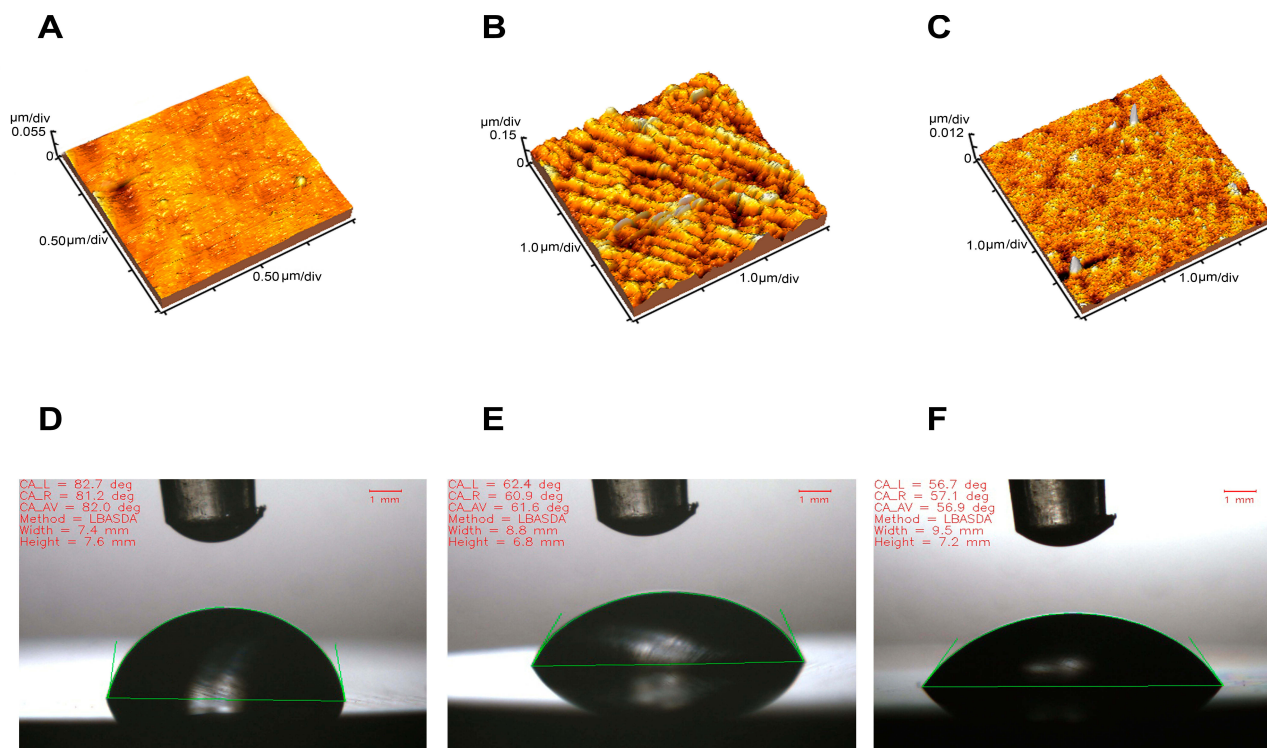 A
B
C
µm/div
0.055
0
0.50µm/div
0.50µm/div
µm/div
0.15
0
1.0µm/div
1.0µm/div
µm/div
0.012
0
1.0µm/div
1.0µm/div
D
E
F
CA_L = 82.7 deg
CA_R = 81.2 deg
CA_AV = 82.0 deg
Method = LBASDA
Width = 7.4 mm
Height = 7.6 mm
1 mm
CA_L = 62.4 deg
CA_R = 60.9 deg
CA_AV = 61.6 deg
Method = LBASDA
Width = 8.8 mm
Height = 6.8 mm
1 mm
CA_L = 56.7 deg
CA_R = 57.1 deg
CA_AV = 56.9 deg
Method = LBASDA
Width = 9.5 mm
Height = 7.2 mm
1 mm